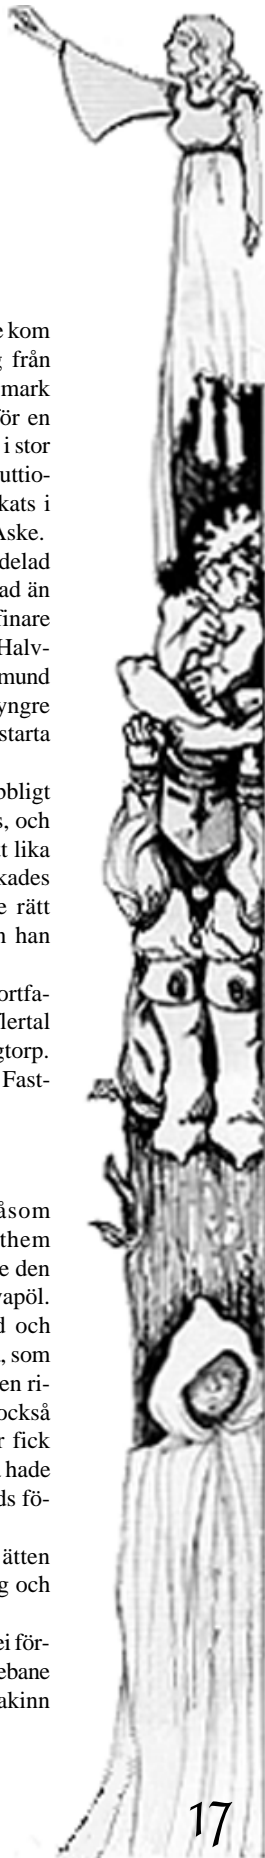 e kom
g från
mark
för en
i stor
uttio-
kats i
Aske.
delad
ad än
finare
Halv-
mund
yngre
starta
bbligt
s, och
t lika
kades
e rätt
n han
ortfa-
lertal
gtorp.
Fast-
åsom
them
e den
vapöl.
d och
, som
en ri-
också
r fick
hade
ds fö-
ätten
g och
ei för-
ebane
akinn
17